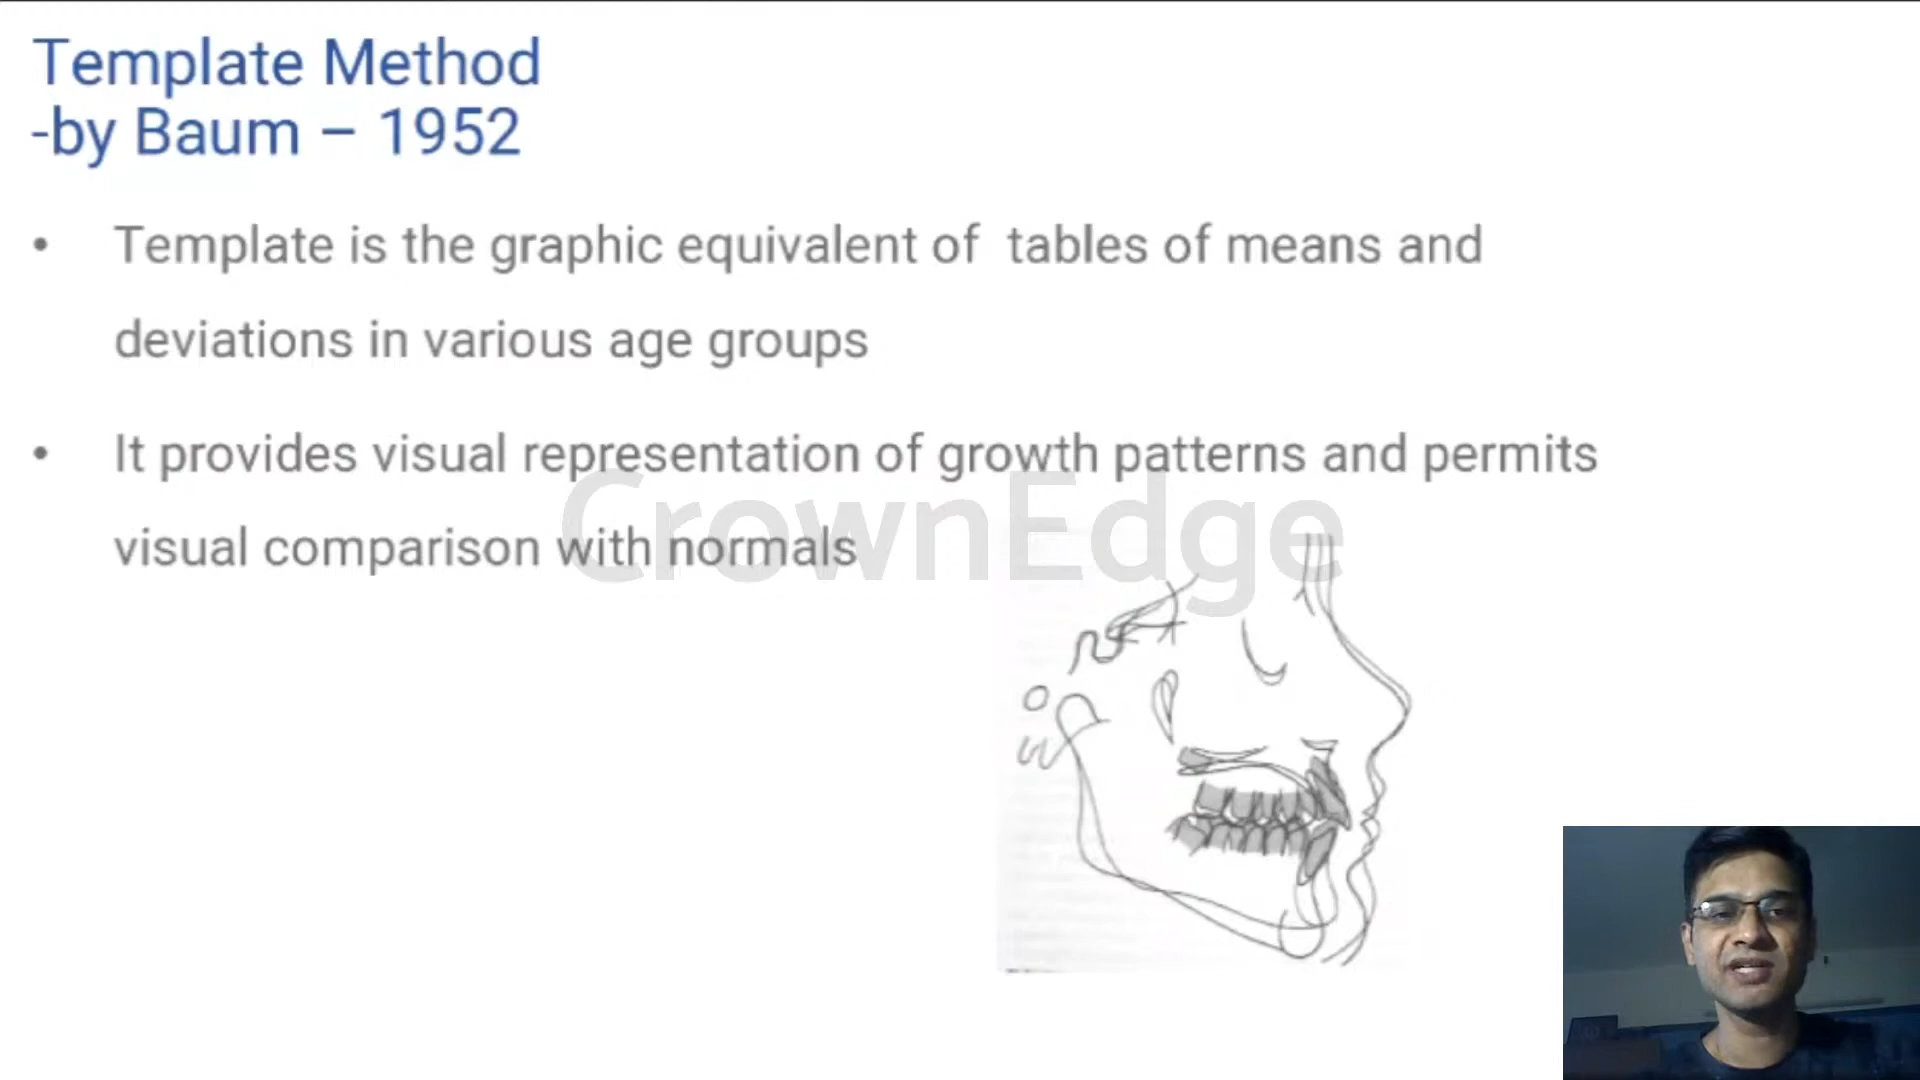 Template Method
-by Baum – 1952
• Template is the graphic equivalent of tables of means and
deviations in various age groups
• It provides visual representation of growth patterns and permits
visual comparison with normals
CrownEdge